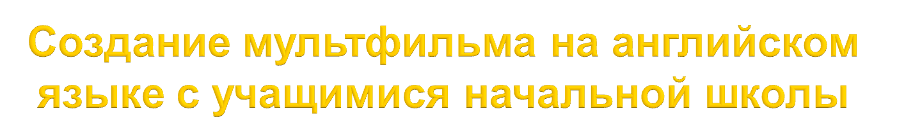 Создание мультфильма на английском
языке с учащимися начальной школы